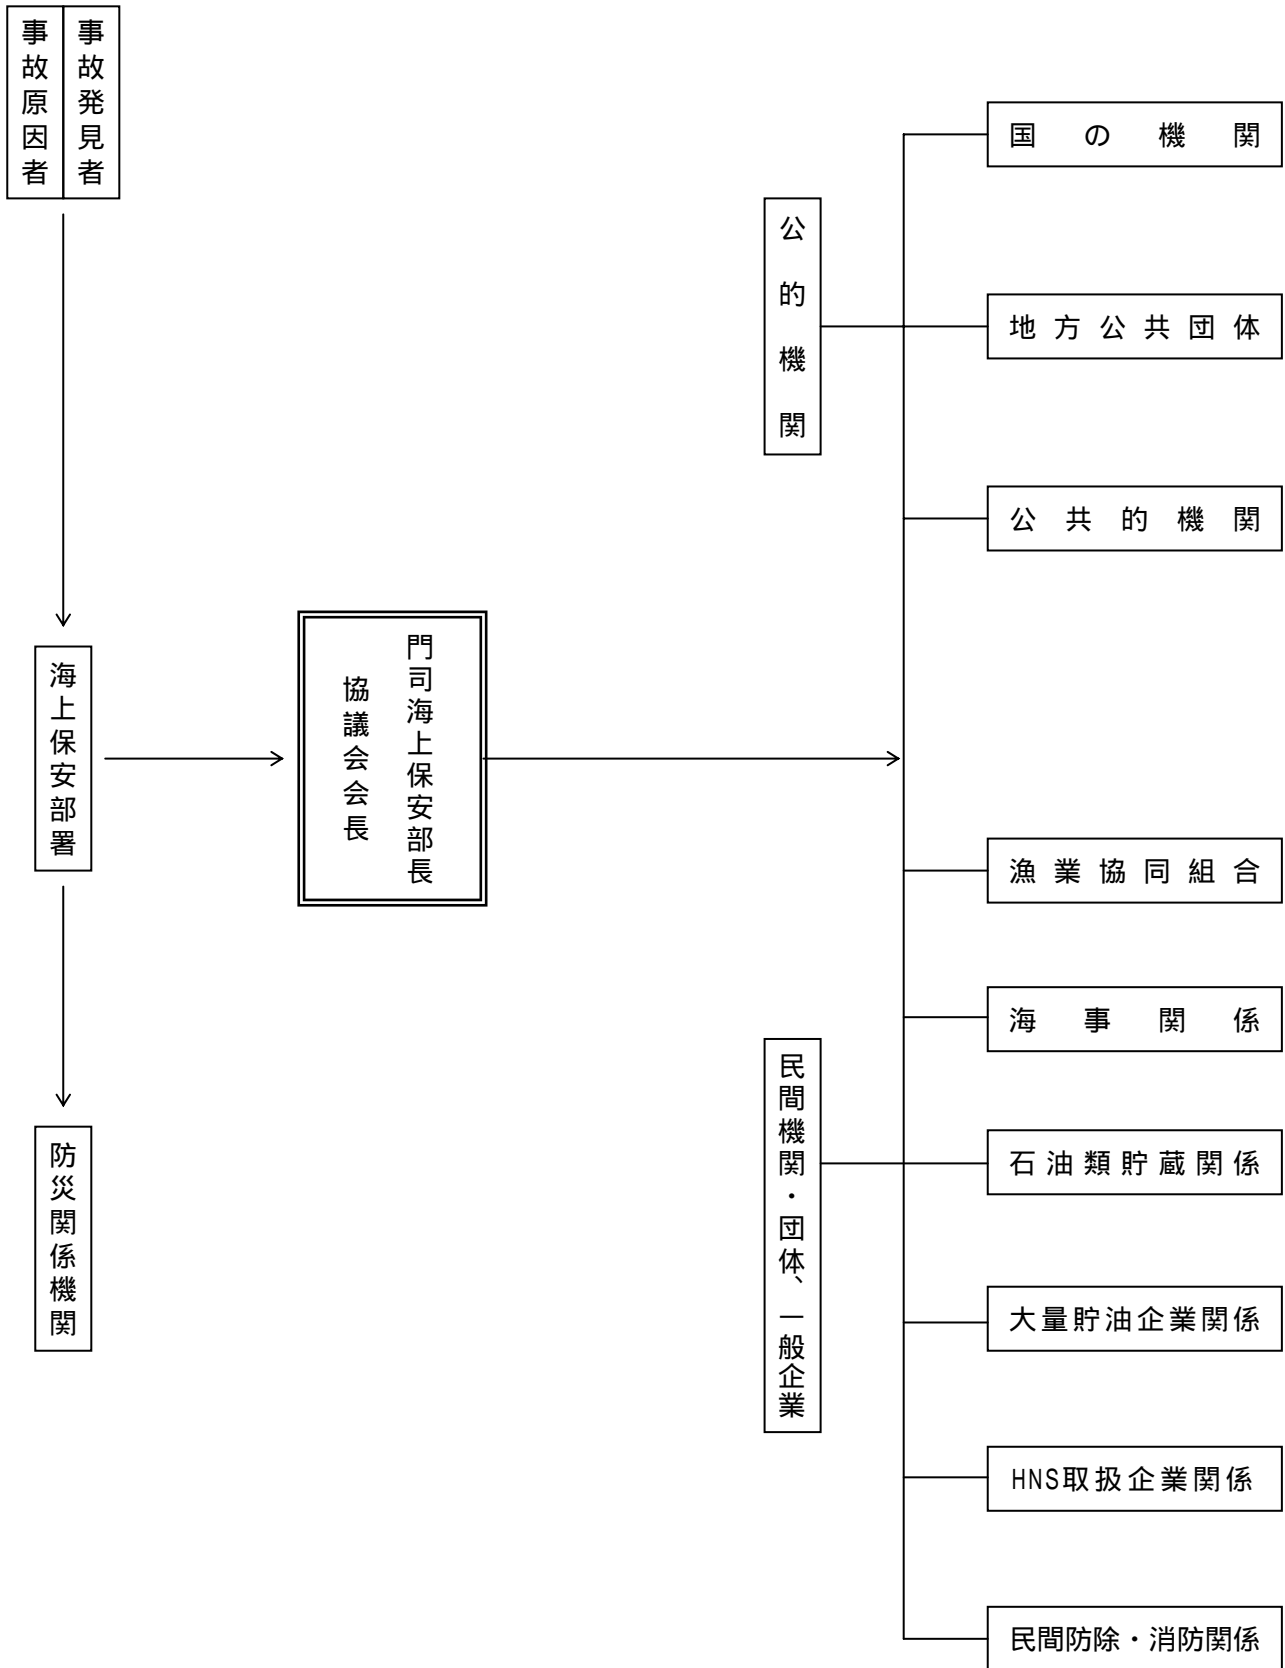 事故発見者
事故原因者
海上保安部署
防災関係機関
門司海上保安部長
協議会会長
公的機関
国の機関
地方公共団体
公共的機関
民間機関・団体、一般企業
漁業協同組合
海事関係
石油類貯蔵関係
大量貯油企業関係
HNS取扱企業関係
民間防除・消防関係